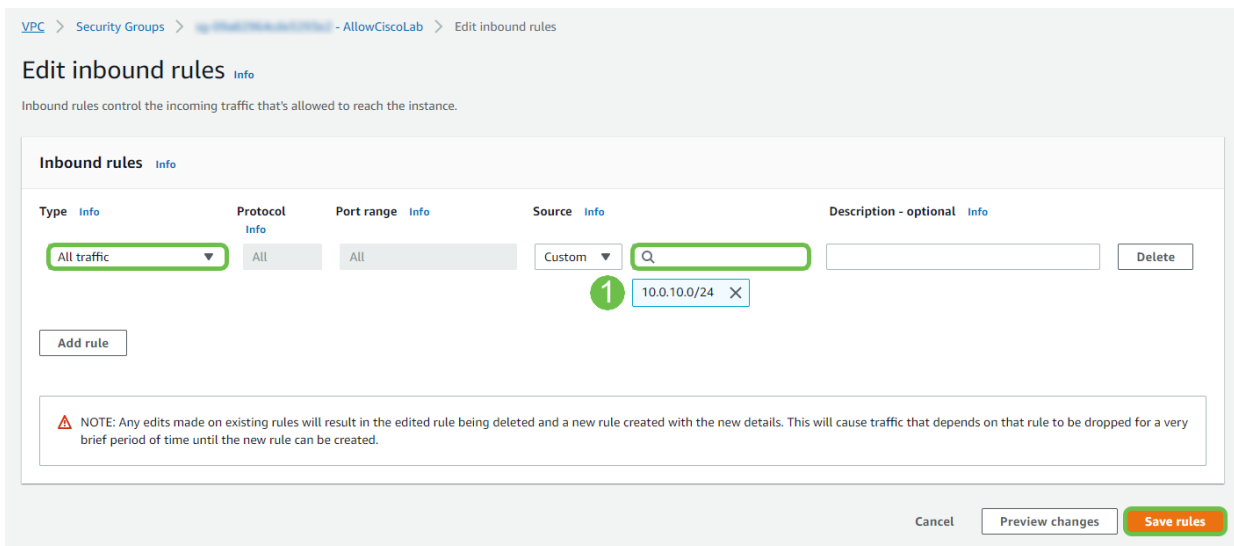 VPC > Security Groups > - AllowCiscoLab > Edit inbound rules
Edit inbound rules Info
Inbound rules control the incoming traffic that's allowed to reach the instance.
Inbound rules Info
Type Info Protocol Info Port range Info Source Info Description - optional Info
All traffic All All Custom Delete
1 10.0.10.0/24
Add rule
NOTE: Any edits made on existing rules will result in the edited rule being deleted and a new rule created with the new details. This will cause traffic that depends on that rule to be dropped for a very
brief period of time until the new rule can be created.
Cancel Preview changes Save rules